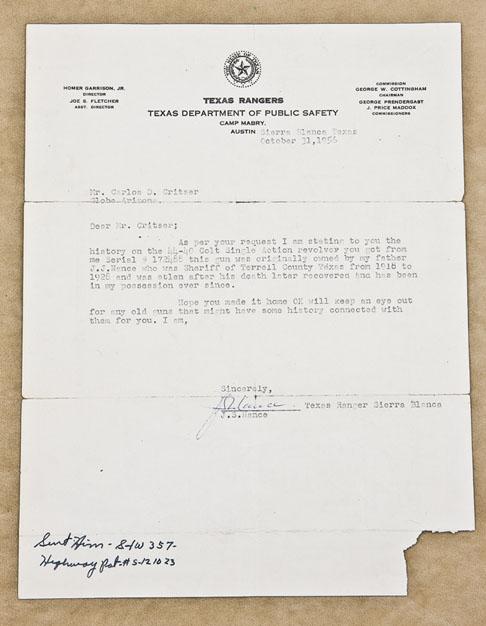 HOMER GARRISON, JR.
DIRECTOR
JOE S. FLETCHER
ASST. DIRECTOR
COMMISSION
GEORGE W. COTTINGHAM
CHAIRMAN
GEORGE PRENDERGAST
J. PRICE MADDOX
COMMISSIONERS
TEXAS RANGERS
TEXAS DEPARTMENT OF PUBLIC SAFETY
CAMP MABRY,
AUSTIN Sierra Blanca Texas
October 31,1956
Mr. Carlos D. Critzer
Globe Arizona.
Dear Mr. Critser;
As per your request I am stating to you the
history on the 44-40 Colt Single Action revolver you got from
me Serial # this gun was originally owned by my father
J.J.Nance who was Sheriff of Terrell County Texas from 1916 to
1928 and was stlen after his death later recovered and has been
in my possession ever since.
Hope you made it home OK will keep an eye out
for any old guns that might have some history connected with
them for you. I am,
Sincerely,
Texas Ranger Sierra Blanca
J.S.Nance
Sent Him - S-W 357-
Highway Pat # S-121023